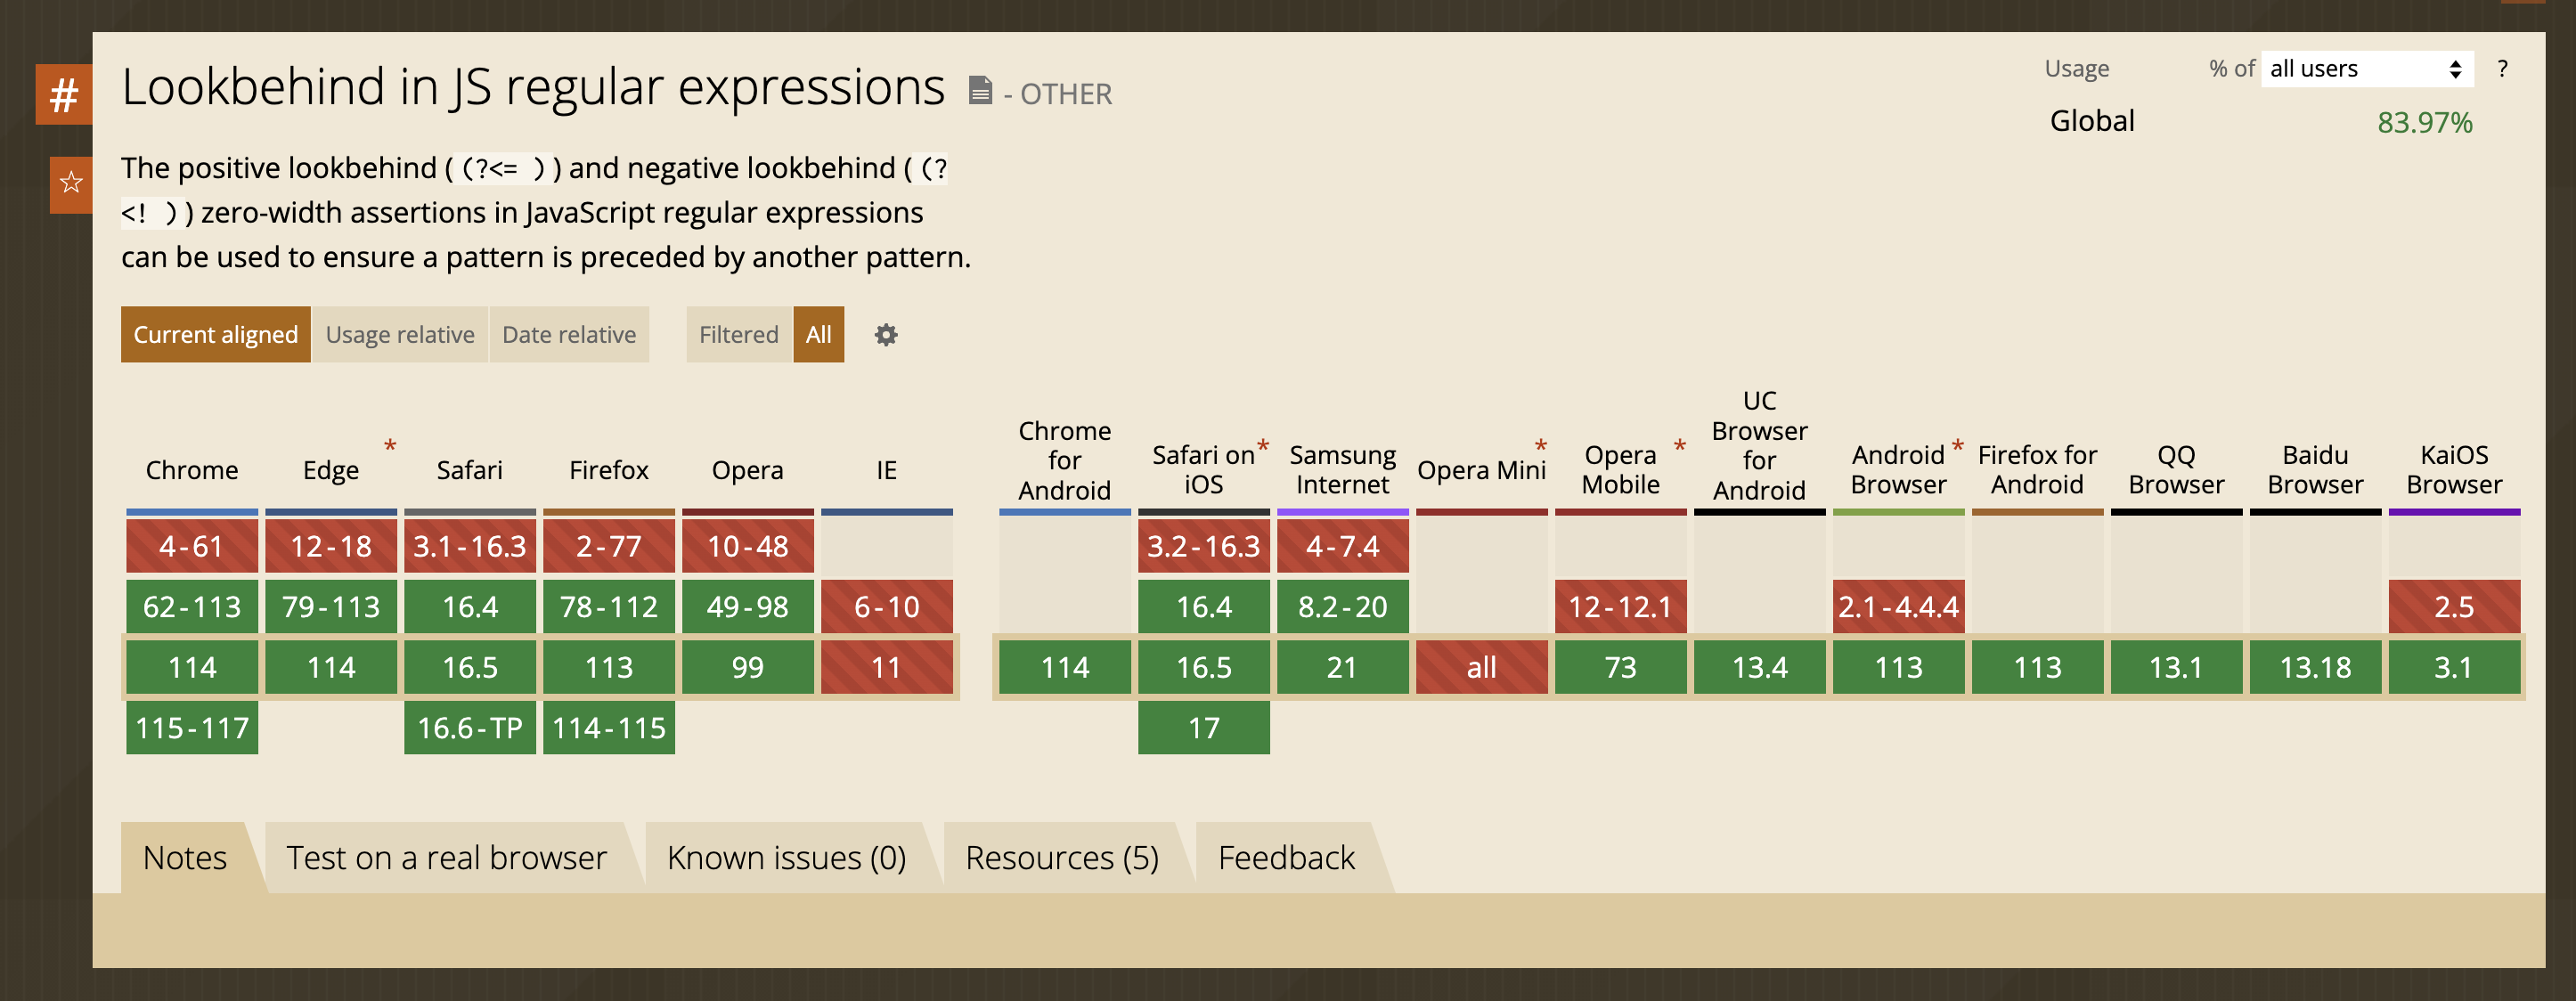 #
Lookbehind in JS regular expressions - OTHER
☆
Usage % of all users ?
Global 83.97%
The positive lookbehind ( (?<= ) ) and negative lookbehind ( (?
<! ) ) zero-width assertions in JavaScript regular expressions
can be used to ensure a pattern is preceded by another pattern.
Current aligned Usage relative Date relative Filtered All
Chrome
4-61
62-113
114
115-117
Edge *
12-18
79-113
114
Safari
3.1-16.3
16.4
16.5
16.6-TP
Firefox
2-77
78-112
113
114-115
Opera
10-48
49-98
99
IE
6-10
11
Chrome
for
Android
114
Safari on *
iOS
3.2-16.3
16.4
16.5
17
Samsung
Internet
4-7.4
8.2-20
21
Opera Mini *
all
Opera *
Mobile
12-12.1
73
UC
Browser
for
Android
13.4
Android *
Browser
2.1-4.4.4
113
Firefox for
Android
113
QQ
Browser
13.1
Baidu
Browser
13.18
KaiOS
Browser
2.5
3.1
Notes Test on a real browser Known issues (0) Resources (5) Feedback